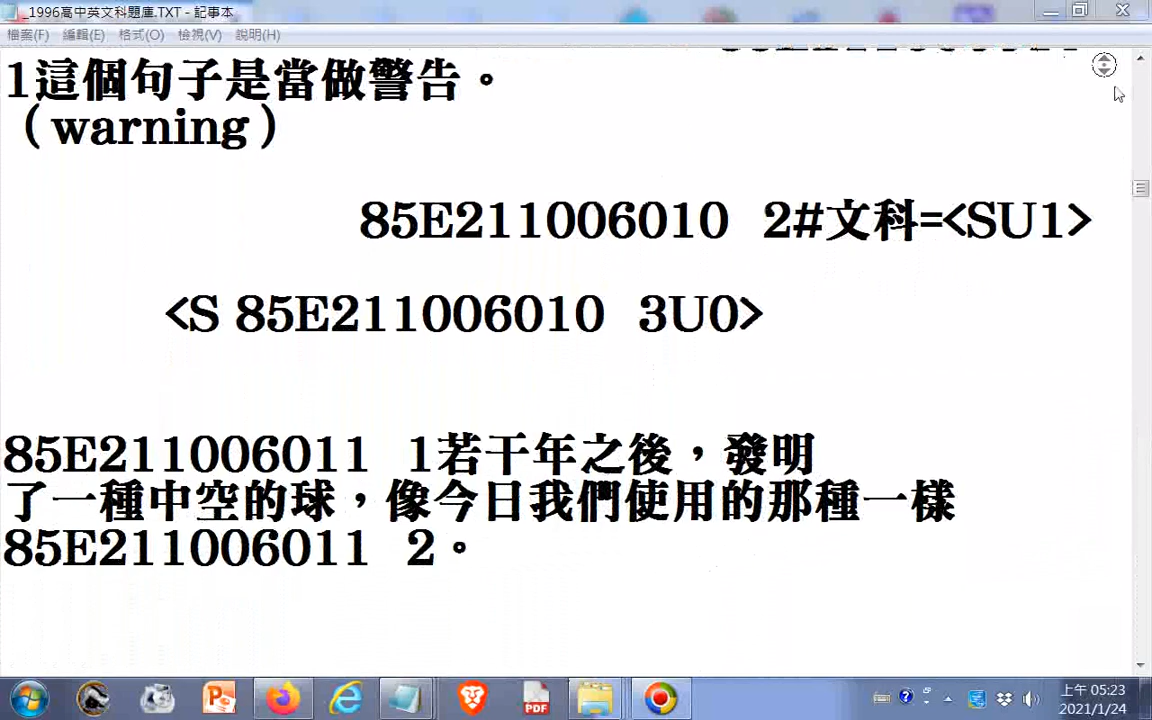 _1996高中英文科題庫.TXT - 記事本
檔案(F) 編輯(E) 格式(O) 檢視(V) 說明(H)
1這個句子是當做警告。
（warning）
85E211006010 2#文科=<SU1>
<S 85E211006010 3U0>
85E211006011 1若干年之後，發明
了一種中空的球，像今日我們使用的那種一樣
85E211006011 2。
PDF
上午 05:23
2021/1/24